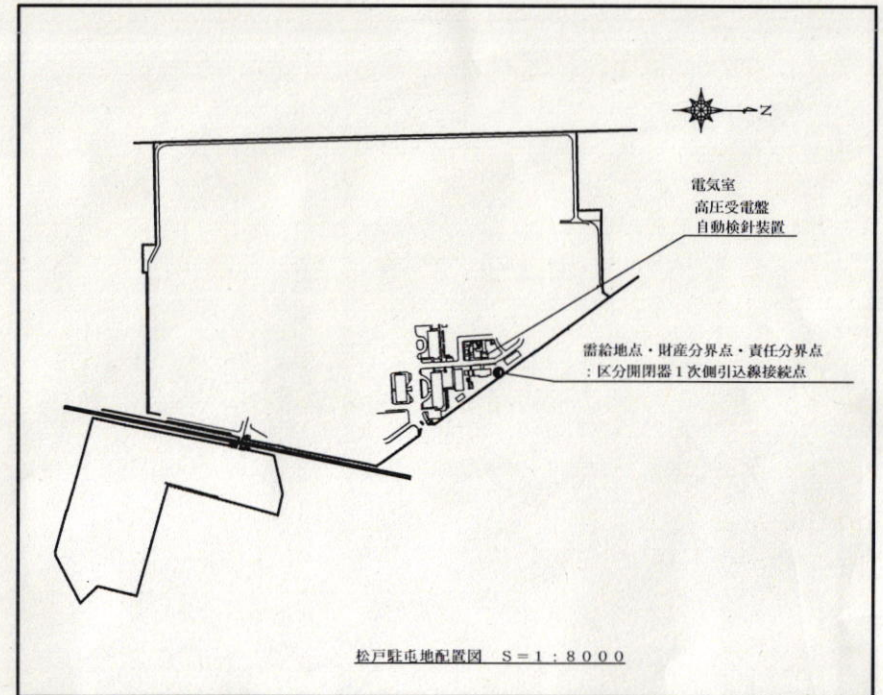 N
電気室
高圧受電盤
自動検針装置
需給地点・財産分界点・責任分界点
：区分開閉器１次側引込線接続点
松戸駐屯地配置図　Ｓ＝１：８０００